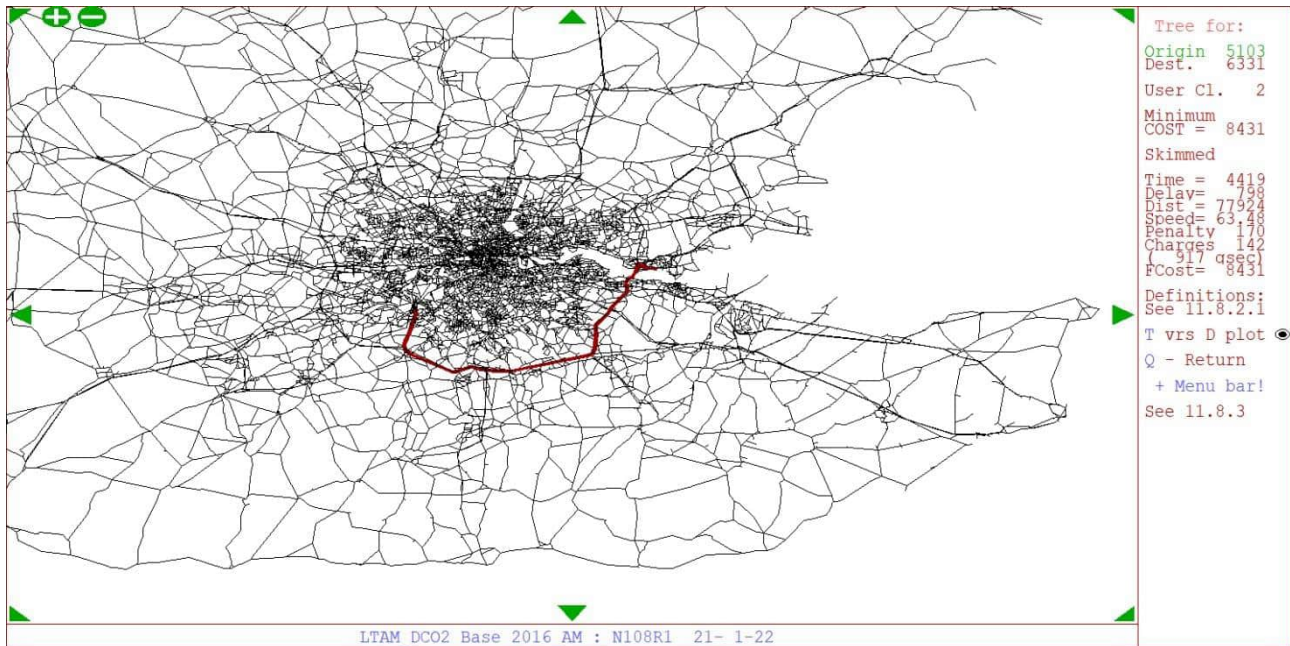 Tree for:
Origin 5103
Dest. 6331
User Cl. 2
Minimum
COST = 8431
Skimmed
Time = 4419
Delay= 798
Dist = 77924
Speed= 63.48
Penalty 170
Charges 142
( 917 gsec)
FCost= 8431
Definitions:
See 11.8.2.1
T vrs D plot
Q - Return
+ Menu bar!
See 11.8.3
LTAM DCO2 Base 2016 AM : N108R1 21- 1-22